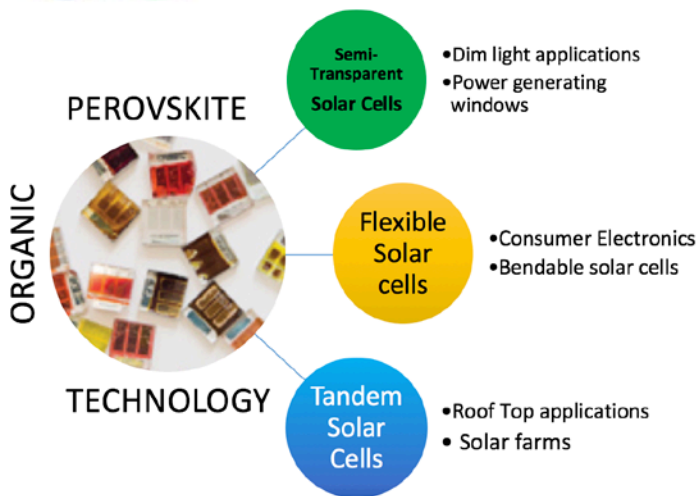 PEROVSKITE
ORGANIC
TECHNOLOGY
Semi-
Transparent
Solar Cells
•Dim light applications
•Power generating
windows
Flexible
Solar
cells
•Consumer Electronics
•Bendable solar cells
Tandem
Solar
Cells
•Roof Top applications
• Solar farms